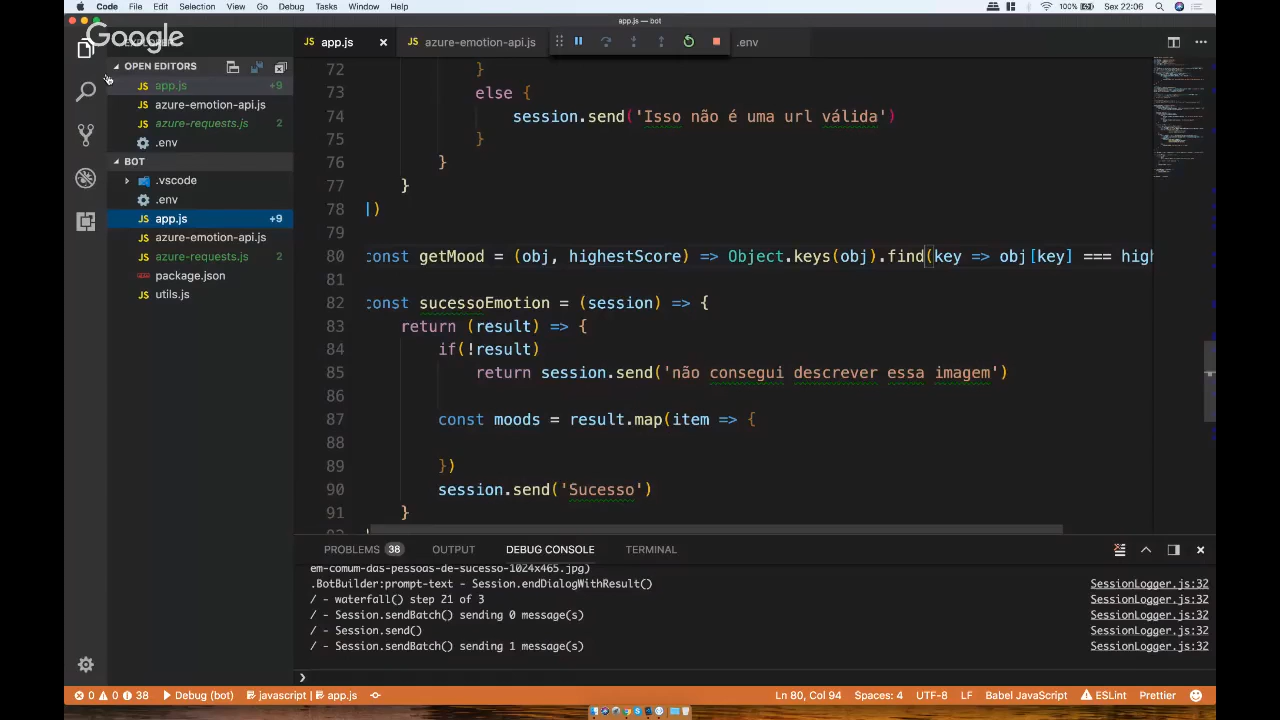 Code File Edit Selection View Go Debug Tasks Window Help 100% Sex 22:06
app.js — bot
Google
app.js azure-emotion-api.js .env
OPEN EDITORS
JS app.js +9
JS azure-emotion-api.js
JS azure-requests.js 2
.env
BOT
.vscode
.env
JS app.js +9
JS azure-emotion-api.js
JS azure-requests.js 2
package.json
JS utils.js
72 }
73 else {
74 session.send('Isso não é uma url válida')
75 }
76 }
77 }
78 ])
79
80 const getMood = (obj, highestScore) => Object.keys(obj).find(key => obj[key] === high
81
82 const sucessoEmotion = (session) => {
83 return (result) => {
84 if(!result)
85 return session.send('não consegui descrever essa imagem')
86
87 const moods = result.map(item => {
88
89 })
90 session.send('Sucesso')
91 }
PROBLEMS 38 OUTPUT DEBUG CONSOLE TERMINAL
em-comum-das-pessoas-de-sucesso-1024x465.jpg)
.BotBuilder:prompt-text - Session.endDialogWithResult() SessionLogger.js:32
/ - waterfall() step 21 of 3 SessionLogger.js:32
/ - Session.sendBatch() sending 0 message(s) SessionLogger.js:32
/ - Session.send() SessionLogger.js:32
/ - Session.sendBatch() sending 1 message(s) SessionLogger.js:32
0 0 38 Debug (bot) javascript | app.js Ln 80, Col 94 Spaces: 4 UTF-8 LF Babel JavaScript ESLint Prettier